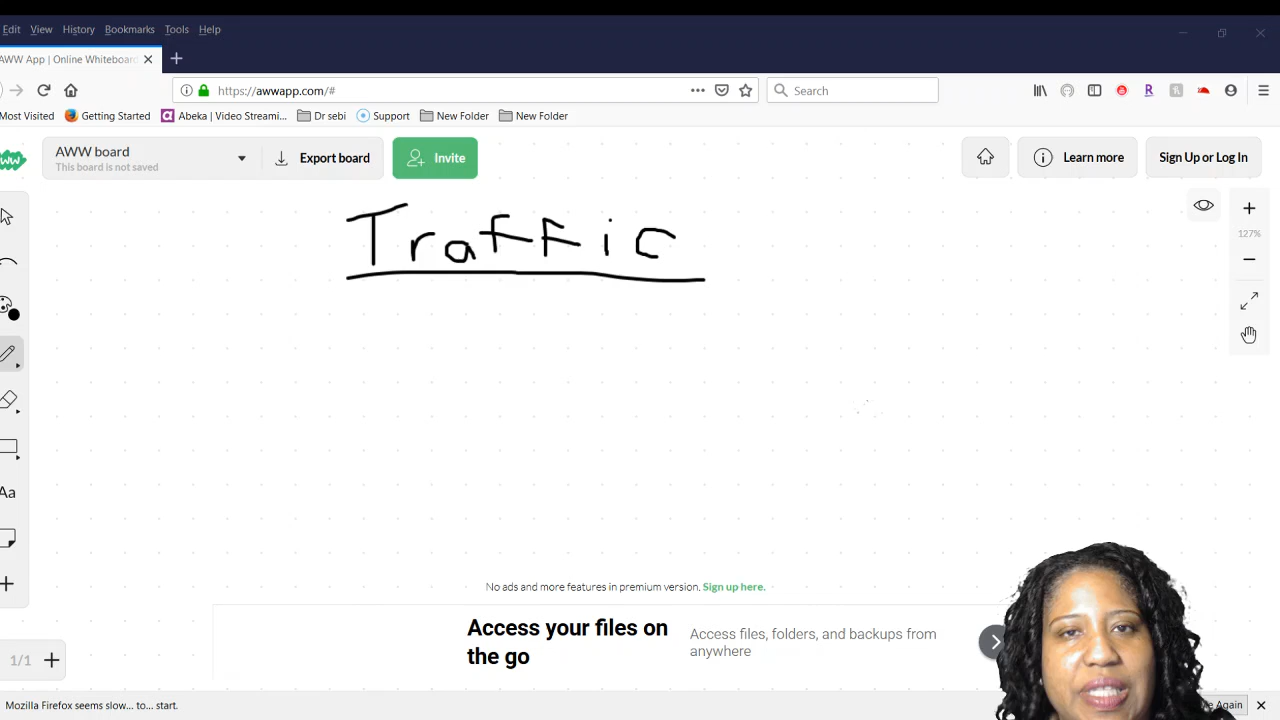 Edit View History Bookmarks Tools Help
AWW App | Online Whiteboard
https://awwapp.com/#
Search
Most Visited Getting Started Abeka | Video Streami... Dr sebi Support New Folder New Folder
AWW board
This board is not saved
Export board
Invite
Learn more
Sign Up or Log In
Traffic
127%
Aa
No ads and more features in premium version. Sign up here.
Access your files on
the go
Access files, folders, and backups from
anywhere
1/1
Mozilla Firefox seems slow... to... start.
Again